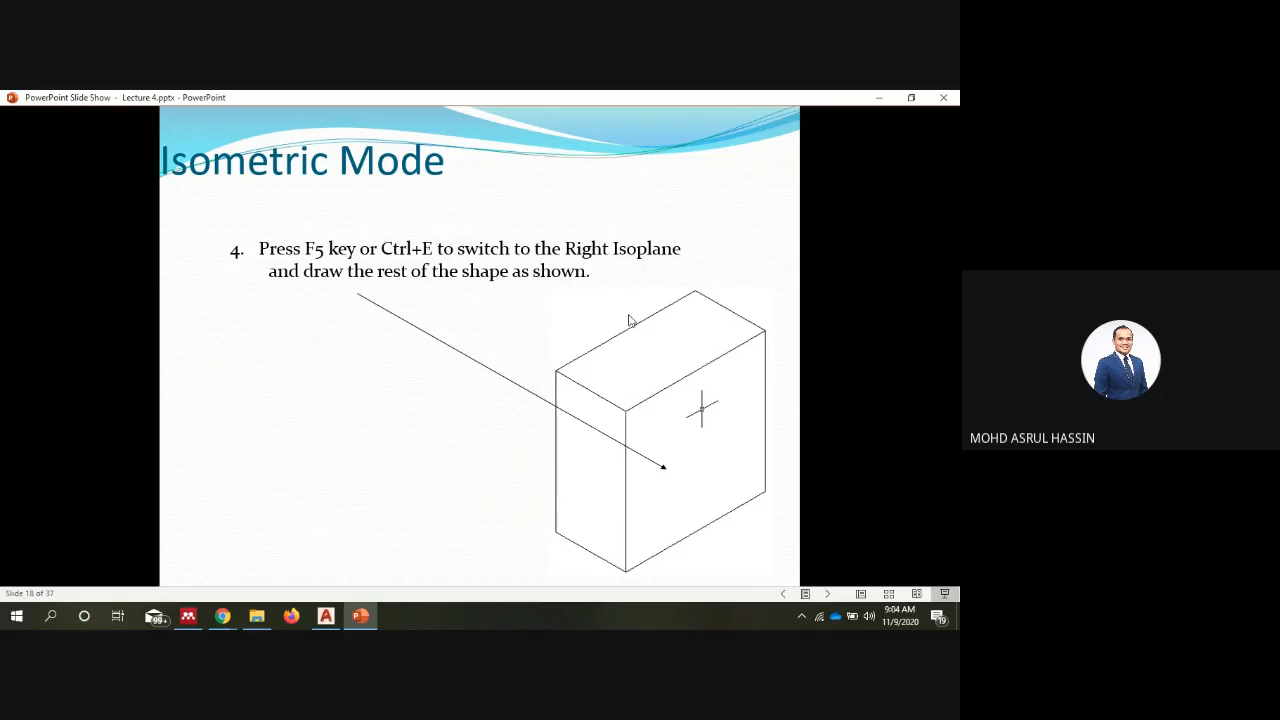 PowerPoint Slide Show - Lecture 4.pptx - PowerPoint
Isometric Mode
4. Press F5 key or Ctrl+E to switch to the Right Isoplane
and draw the rest of the shape as shown.
MOHD ASRUL HASSIN
Slide 18 of 37
99+
9:04 AM
11/9/2020
19